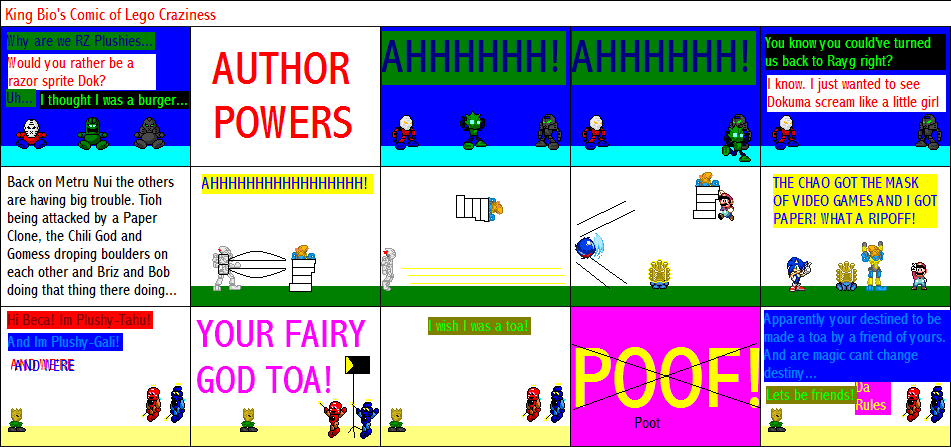 King Bio's Comic of Lego Craziness
Why are we RZ Plushies...
Would you rather be a
razor sprite Dok?
Uh...
I thought I was a burger...
AUTHOR
POWERS
AHHHHHH!
AHHHHHH!
You know you could've turned
us back to Rayg right?
I know. I just wanted to see
Dokuma scream like a little girl
Back on Metru Nui the others
are having big trouble. Tioh
being attacked by a Paper
Clone, the Chili God and
Gomess droping boulders on
each other and Briz and Bob
doing that thing there doing...
AHHHHHHHHHHHHHHHHH!
THE CHAO GOT THE MASK
OF VIDEO GAMES AND I GOT
PAPER! WHAT A RIPOFF!
Hi Beca! Im Plushy-Tahu!
And Im Plushy-Gali!
AND WERE
YOUR FAIRY
GOD TOA!
I wish I was a toa!
POOF!
Poot
Apparently your destined to be
made a toa by a friend of yours.
And are magic cant change
destiny...
Lets be friends!
Da
Rules